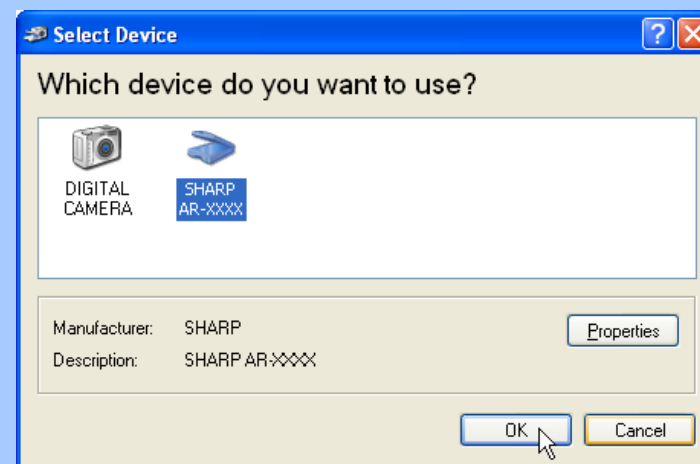 Select Device
Which device do you want to use?
DIGITAL CAMERA
SHARP AR-XXXX
Manufacturer: SHARP
Properties
Description: SHARP AR-XXXX
OK Cancel